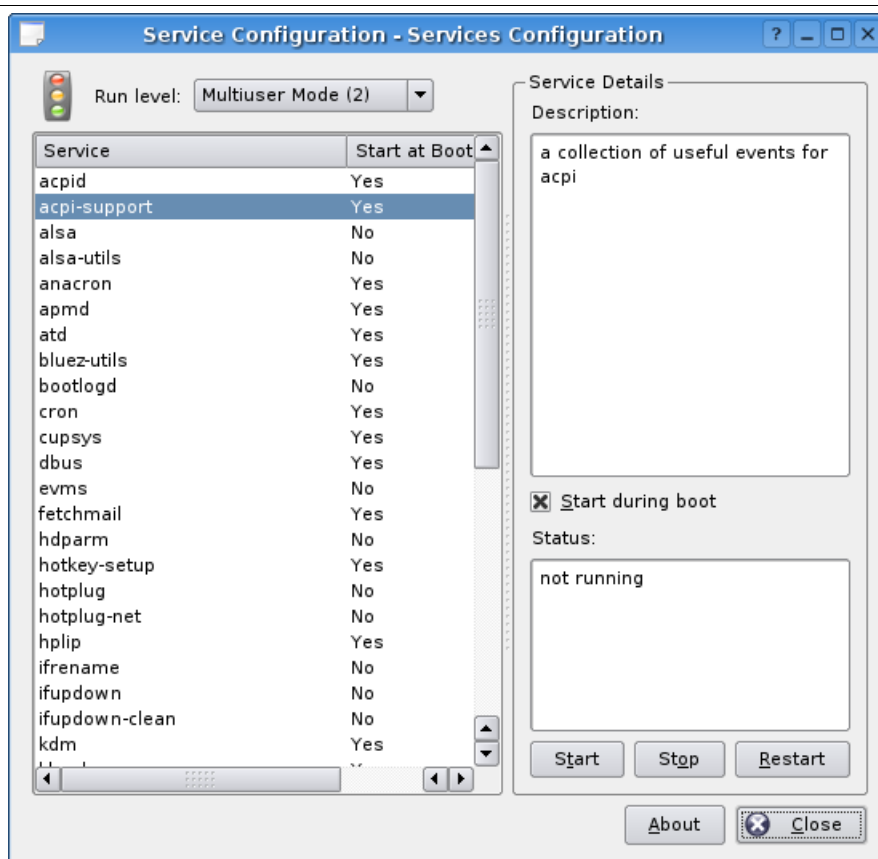 Service Configuration - Services Configuration
Run level: Multiuser Mode (2)
Service Start at Boot
acpid Yes
acpi-support Yes
alsa No
alsa-utils No
anacron Yes
apmd Yes
atd Yes
bluez-utils Yes
bootlogd No
cron Yes
cupsys Yes
dbus Yes
evms No
fetchmail Yes
hdparm No
hotkey-setup Yes
hotplug No
hotplug-net No
hplip Yes
ifrename No
ifupdown No
ifupdown-clean No
kdm Yes
Service Details
Description:
a collection of useful events for
acpi
Start during boot
Status:
not running
Start Stop Restart
About Close